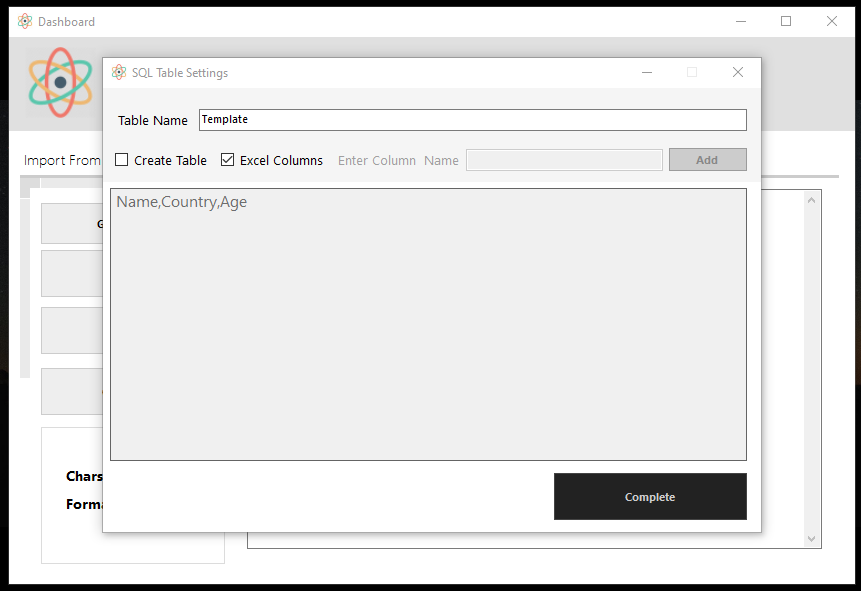 Dashboard
SQL Table Settings
Table Name Template
Import From
Create Table Excel Columns Enter Column Name Add
Name,Country,Age
G
Chars
Forma
Complete